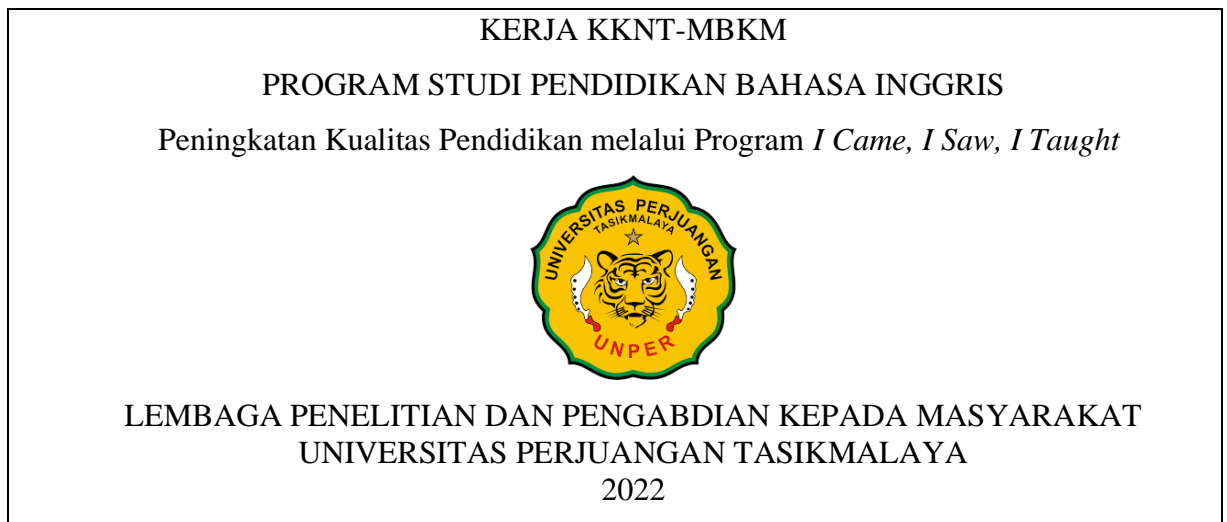 KERJA KKNT-MBKM
PROGRAM STUDI PENDIDIKAN BAHASA INGGRIS
Peningkatan Kualitas Pendidikan melalui Program I Came, I Saw, I Taught
UNIVERSITAS PERJUANGAN
TASIKMALAYA
UNPER
LEMBAGA PENELITIAN DAN PENGABDIAN KEPADA MASYARAKAT
UNIVERSITAS PERJUANGAN TASIKMALAYA
2022